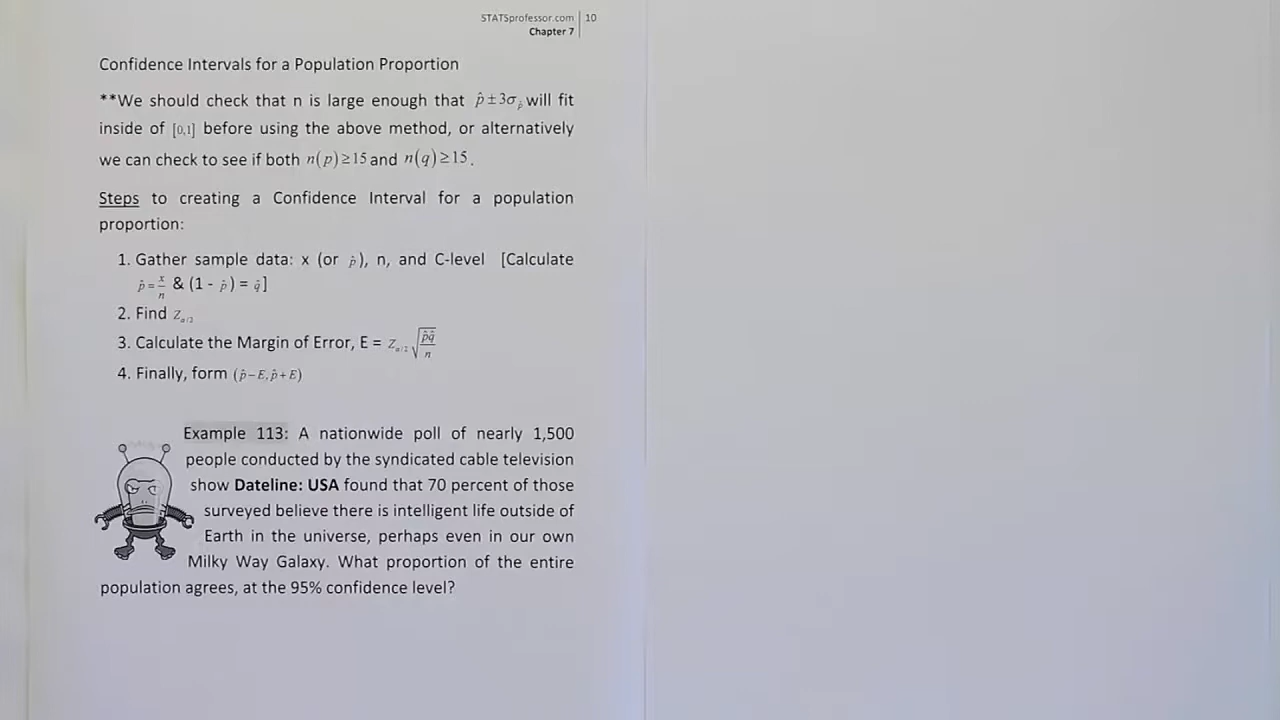 STATSprofessor.com 10
Chapter 7
Confidence Intervals for a Population Proportion
**We should check that n is large enough that p̂ ± 3σ_p̂ will fit
inside of [0,1] before using the above method, or alternatively
we can check to see if both n(p) ≥ 15 and n(q) ≥ 15.
Steps to creating a Confidence Interval for a population
proportion:
1. Gather sample data: x (or p̂), n, and C-level [Calculate
p̂ = x/n & (1 - p̂) = q̂]
2. Find Z_α/2
3. Calculate the Margin of Error, E = Z_α/2 √(p̂q̂/n)
4. Finally, form (p̂ − E, p̂ + E)
Example 113: A nationwide poll of nearly 1,500
people conducted by the syndicated cable television
show Dateline: USA found that 70 percent of those
surveyed believe there is intelligent life outside of
Earth in the universe, perhaps even in our own
Milky Way Galaxy. What proportion of the entire
population agrees, at the 95% confidence level?